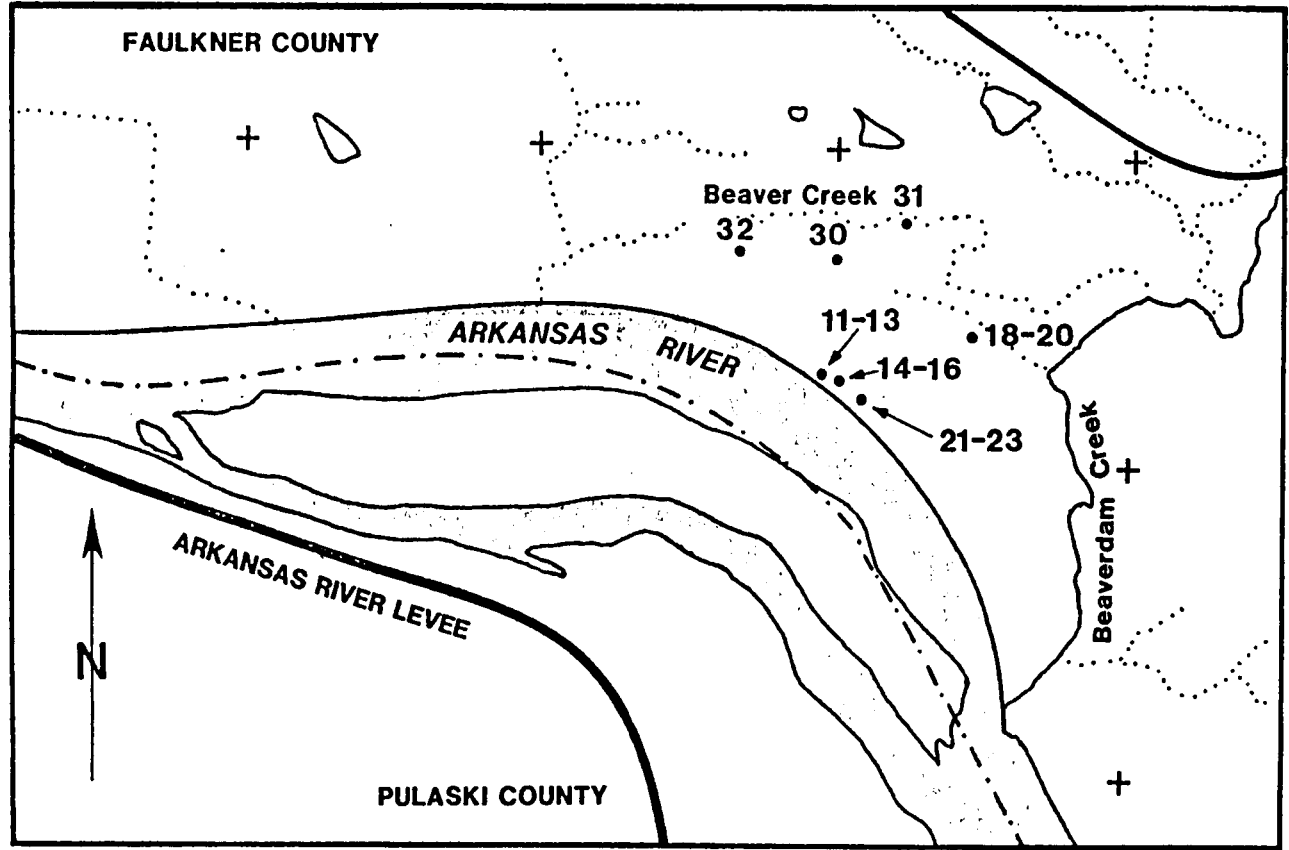 FAULKNER COUNTY
Beaver Creek 31
32
30
ARKANSAS RIVER
11-13
18-20
14-16
21-23
Beaverdam Creek
ARKANSAS RIVER LEVEE
N
PULASKI COUNTY